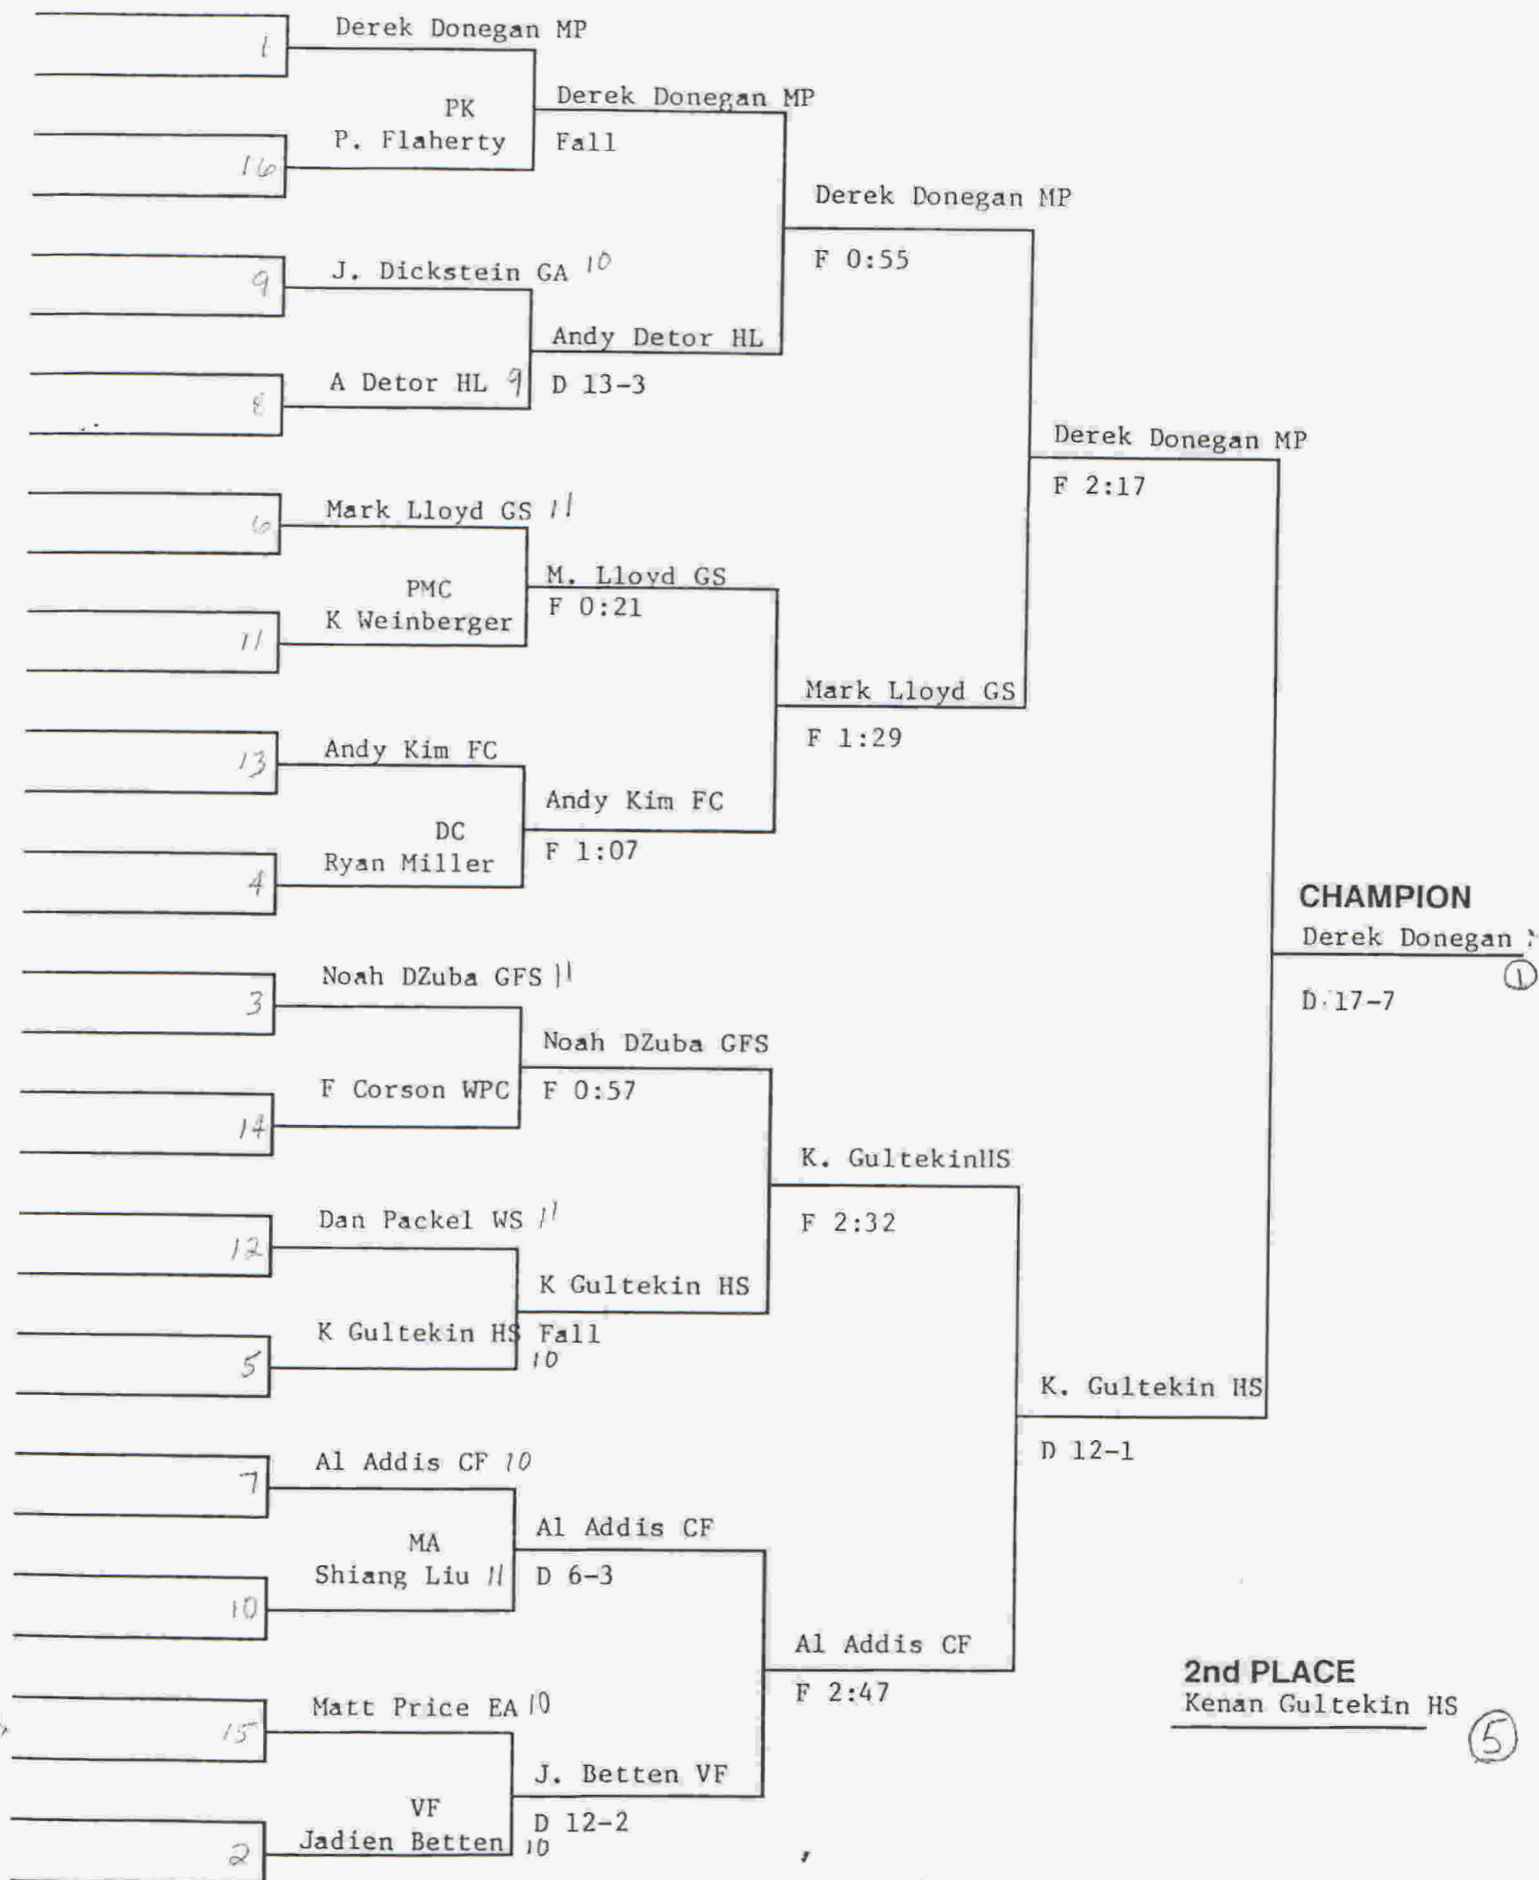 Derek Donegan MP
1
PK
P. Flaherty
16
Derek Donegan MP
Fall
J. Dickstein GA 10
9
A Detor HL 9
8
Andy Detor HL
D 13-3
Derek Donegan MP
F 0:55
Mark Lloyd GS 11
6
PMC
K Weinberger
11
M. Lloyd GS
F 0:21
Andy Kim FC
13
DC
Ryan Miller
4
Andy Kim FC
F 1:07
Mark Lloyd GS
F 1:29
Derek Donegan MP
F 2:17
Noah DZuba GFS 11
3
F Corson WPC
14
Noah DZuba GFS
F 0:57
Dan Packel WS 11
12
K Gultekin HS
10
5
K Gultekin HS
Fall
K. GultekinHS
F 2:32
Al Addis CF 10
7
MA
Shiang Liu 11
10
Al Addis CF
D 6-3
Matt Price EA 10
15
VF
Jadien Betten 10
2
J. Betten VF
D 12-2
Al Addis CF
F 2:47
K. Gultekin HS
D 12-1
CHAMPION
Derek Donegan
1
D 17-7
2nd PLACE
Kenan Gultekin HS
5